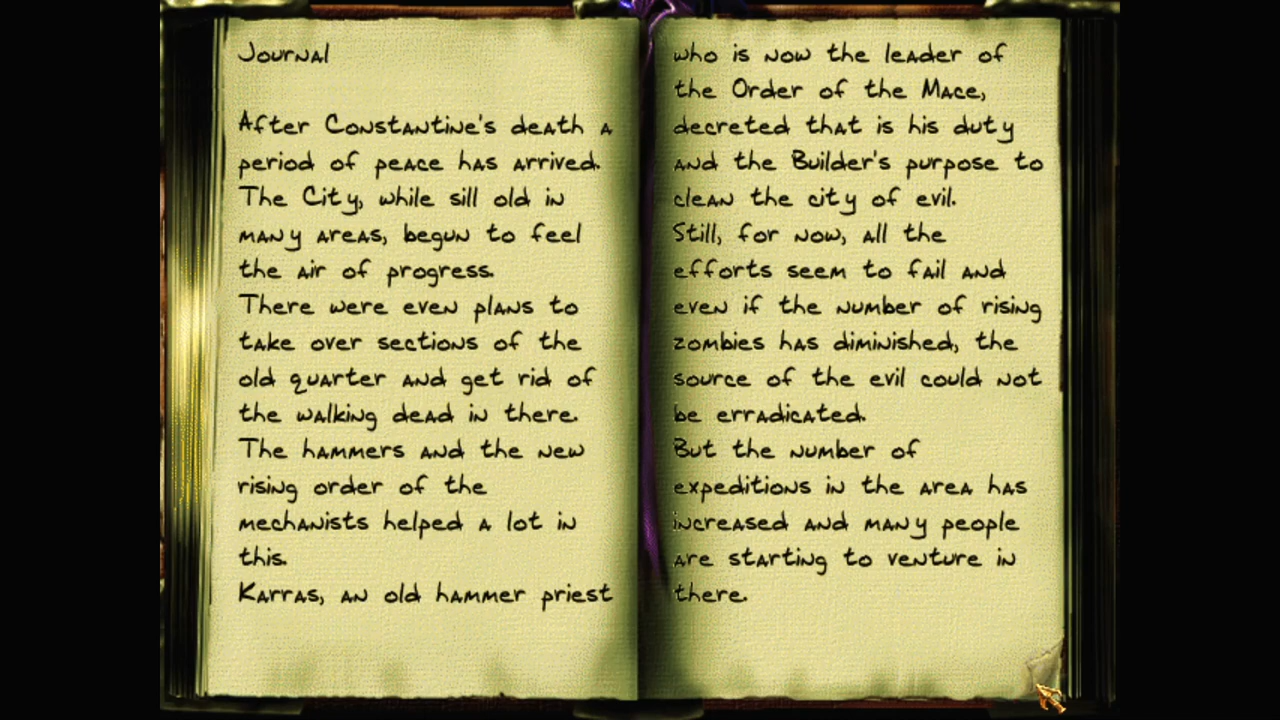 Journal
After Constantine's death a
period of peace has arrived.
The City, while sill old in
many areas, begun to feel
the air of progress.
There were even plans to
take over sections of the
old quarter and get rid of
the walking dead in there.
The hammers and the new
rising order of the
mechanists helped a lot in
this.
Karras, an old hammer priest
who is now the leader of
the Order of the Mace,
decreted that is his duty
and the Builder's purpose to
clean the city of evil.
Still, for now, all the
efforts seem to fail and
even if the number of rising
zombies has diminished, the
source of the evil could not
be erradicated.
But the number of
expeditions in the area has
increased and many people
are starting to venture in
there.